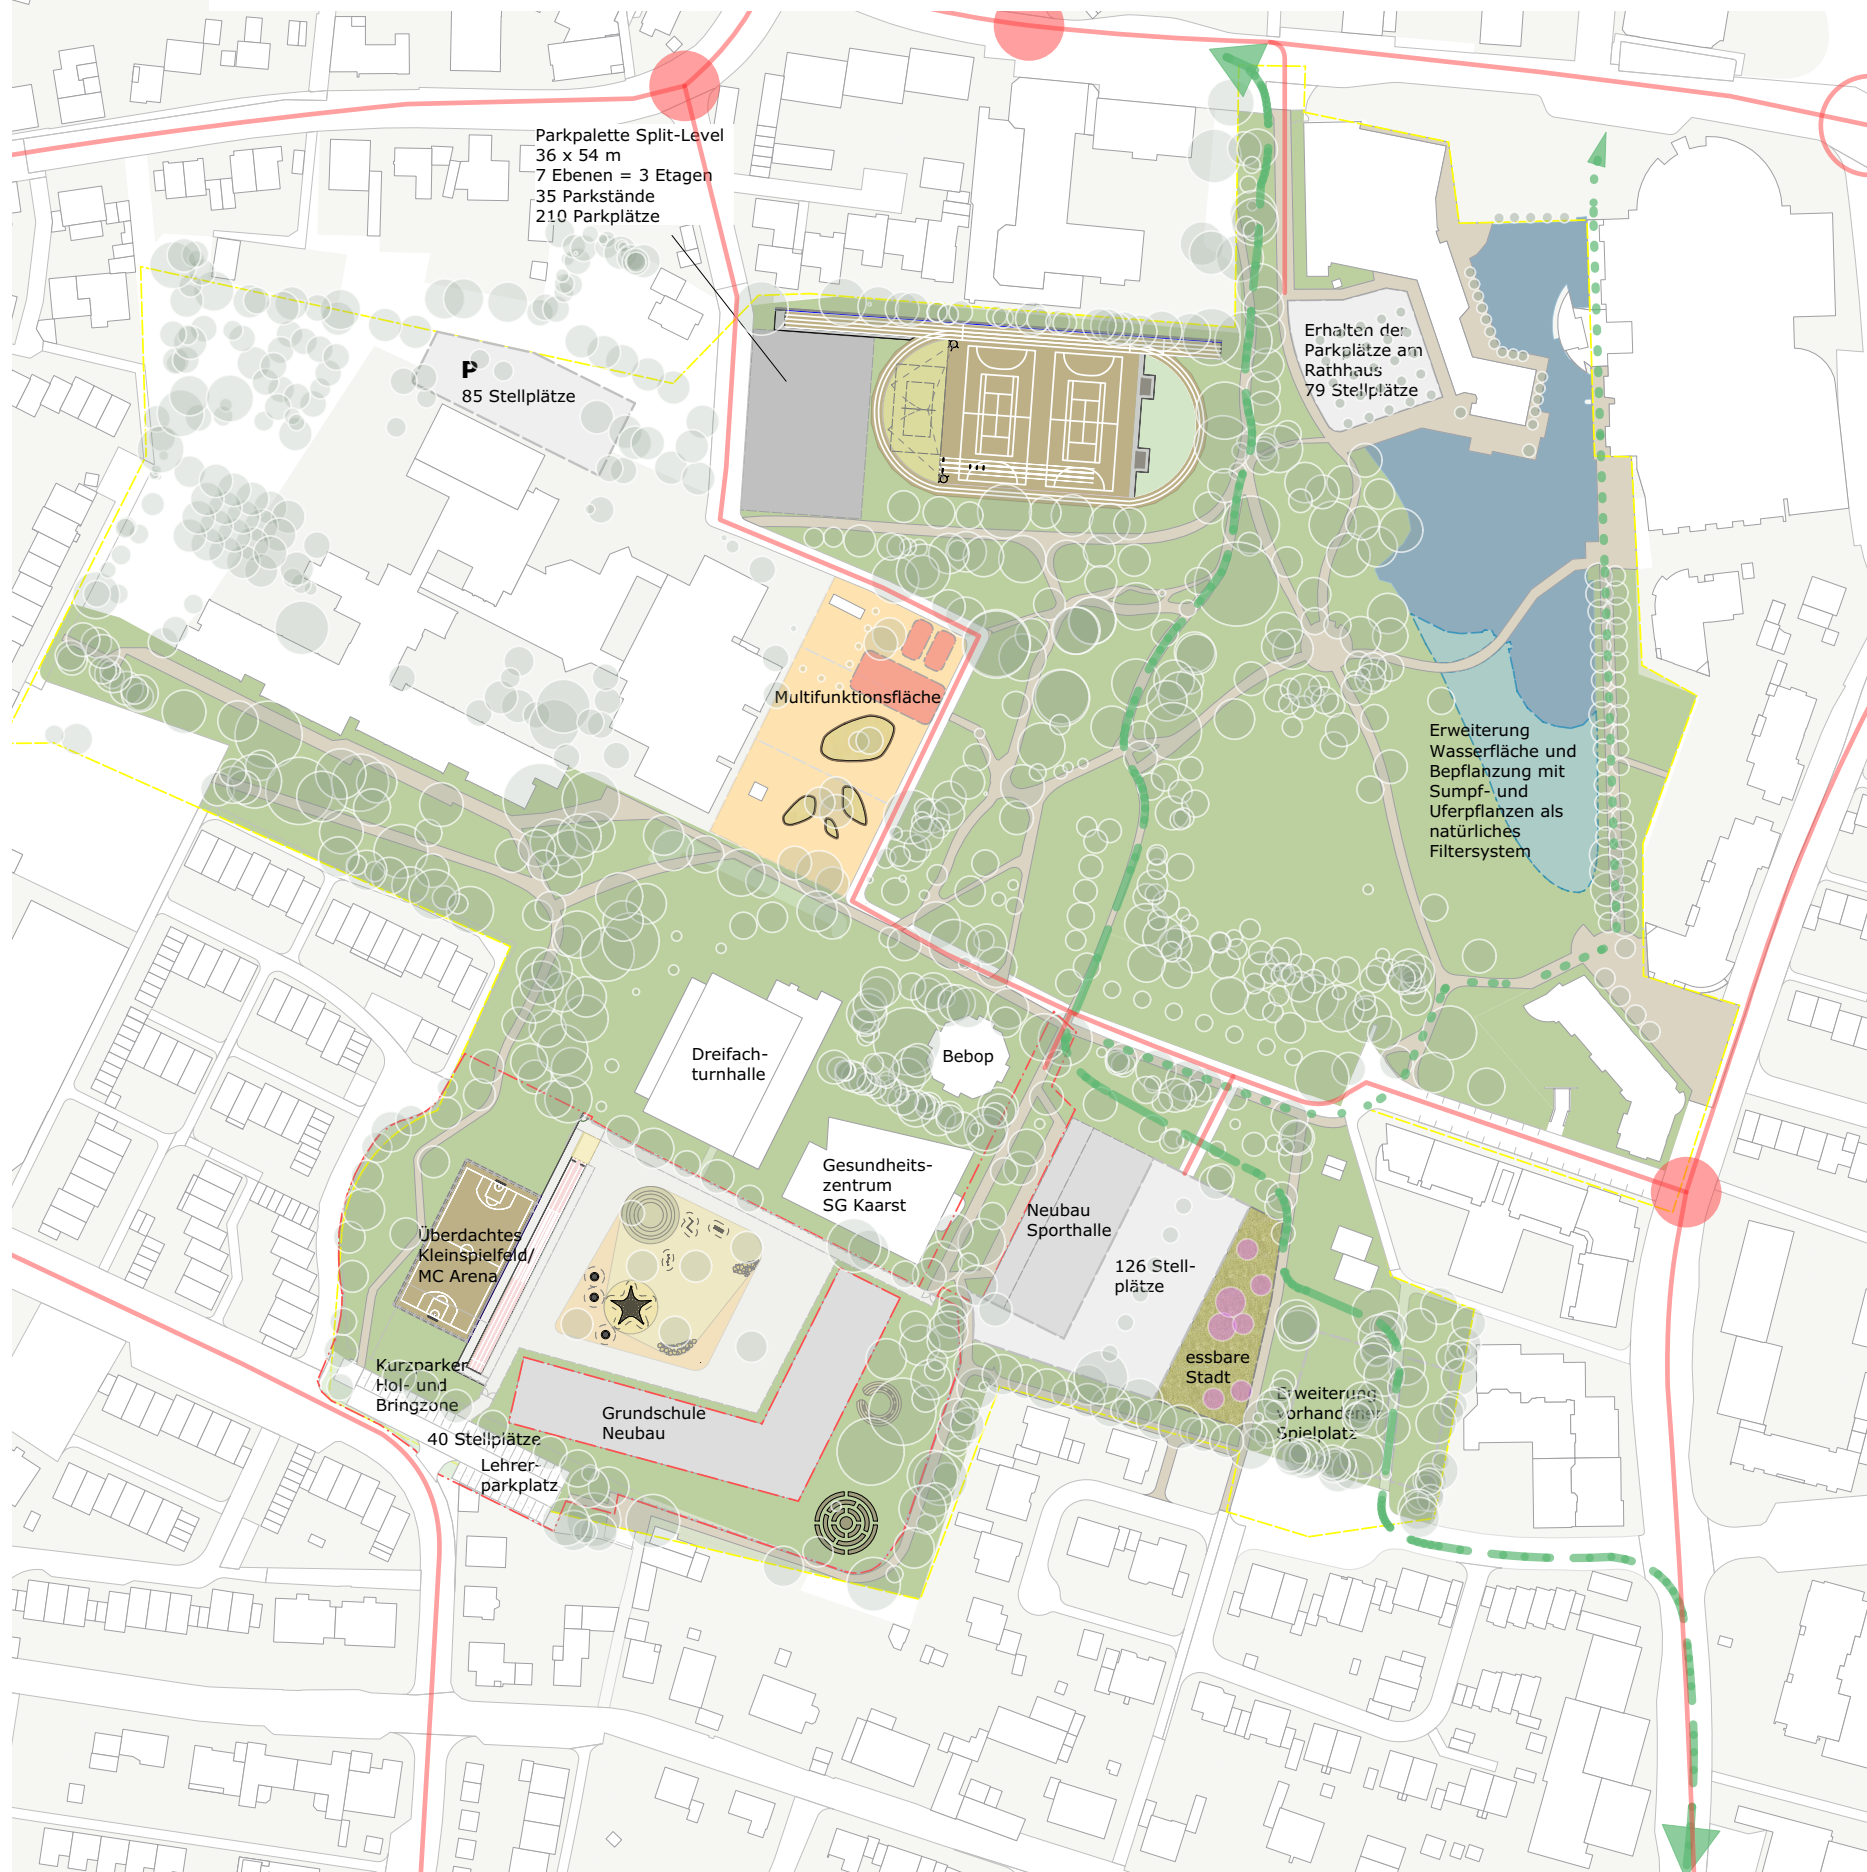 Parkpalette Split-Level
36 x 54 m
7 Ebenen = 3 Etagen
35 Parkstände
210 Parkplätze
P
85 Stellplätze
Erhalten der
Parkplätze am
Rathhaus
79 Stellplätze
Multifunktionsfläche
Erweiterung
Wasserfläche und
Bepflanzung mit
Sumpf- und
Uferpflanzen als
natürliches
Filtersystem
Dreifach-
turnhalle
Bebop
Gesundheits-
zentrum
SG Kaarst
Neubau
Sporthalle
126 Stell-
plätze
Überdachtes
Kleinspielfeld/
MC Arena
essbare
Stadt
Erweiterung
vorhandener
Spielplatz
Kurzparker
Hol- und
Bringzone
40 Stellplätze
Lehrer-
parkplatz
Grundschule
Neubau